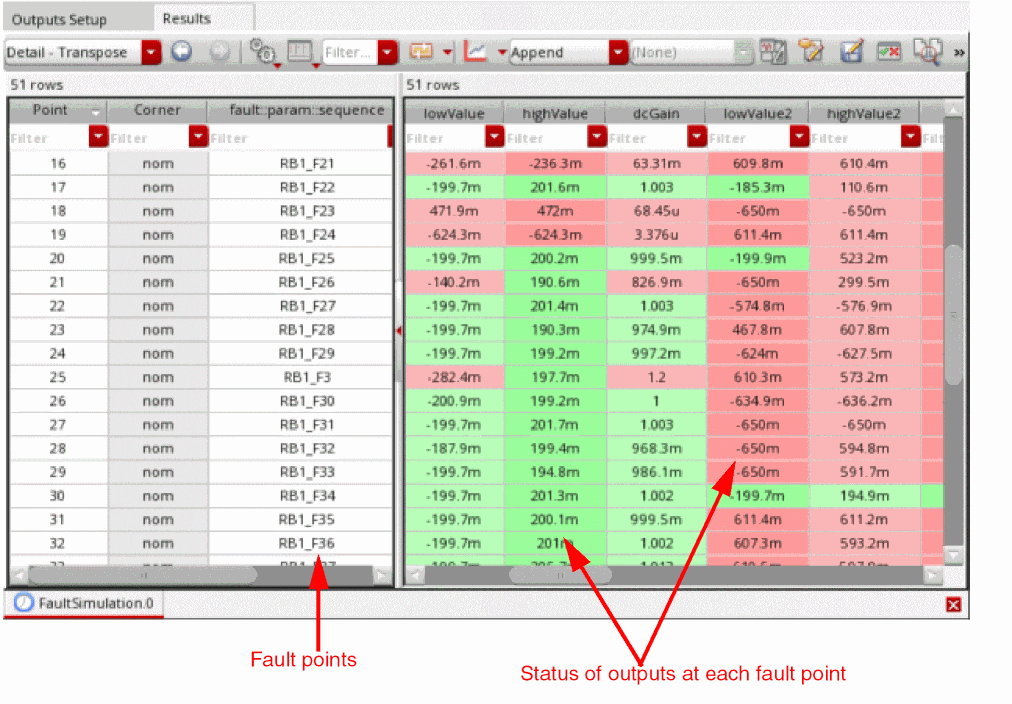 Outputs Setup Results
Detail - Transpose Filter... Append (None) »
51 rows 51 rows
Point Corner fault::param::sequence lowValue highValue dcGain lowValue2 highValue2
Filter Filter Filter Filter Filter Filter Filter Filter Filt
16 nom RB1_F21 -261.6m -236.3m 63.31m 609.8m 610.4m
17 nom RB1_F22 -199.7m 201.6m 1.003 -185.3m 110.6m
18 nom RB1_F23 471.9m 472m 68.45u -650m -650m
19 nom RB1_F24 -624.3m -624.3m 3.376u 611.4m 611.4m
20 nom RB1_F25 -199.7m 200.2m 999.5m -199.9m 523.2m
21 nom RB1_F26 -140.2m 190.6m 826.9m -650m 299.5m
22 nom RB1_F27 -199.7m 201.4m 1.003 -574.8m -576.9m
23 nom RB1_F28 -199.7m 190.3m 974.9m 467.8m 607.8m
24 nom RB1_F29 -199.7m 199.2m 997.2m -624m -627.5m
25 nom RB1_F3 -282.4m 197.7m 1.2 610.3m 573.2m
26 nom RB1_F30 -200.9m 199.2m 1 -634.9m -636.2m
27 nom RB1_F31 -199.7m 201.7m 1.003 -650m -650m
28 nom RB1_F32 -187.9m 199.4m 968.3m -650m 594.8m
29 nom RB1_F33 -199.7m 194.8m 986.1m -650m 591.7m
30 nom RB1_F34 -199.7m 201.3m 1.002 -199.7m 194.9m
31 nom RB1_F35 -199.7m 200.1m 999.5m 611.4m 611.2m
32 nom RB1_F36 -199.7m 201m 1.002 607.3m 593.2m
FaultSimulation.0
Fault points
Status of outputs at each fault point